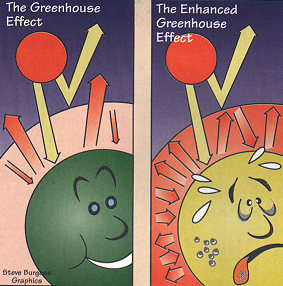 The Greenhouse
Effect
The Enhanced
Greenhouse
Effect
Steve Burgess
Graphics